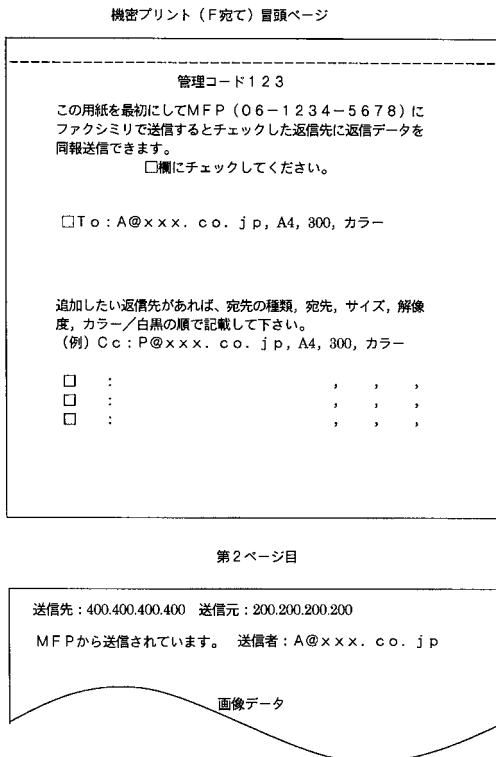 機密プリント（F宛て）冒頭ページ
管理コード１２３
この用紙を最初にしてＭＦＰ（０６－１２３４－５６７８）に
ファクシミリで送信するとチェックした返信先に返信データを
同報送信できます。
□欄にチェックしてください。
□Ｔｏ：Ａ＠ｘｘｘ．ｃｏ．ｊｐ，A4，300，カラー
追加したい返信先があれば、宛先の種類，宛先，サイズ，解像
度，カラー／白黒の順で記載して下さい。
（例）Ｃｃ：Ｐ＠ｘｘｘ．ｃｏ．ｊｐ，A4，300，カラー
□　：　　　　　　　　，　，　，
□　：　　　　　　　　，　，　，
□　：　　　　　　　　，　，　，
第２ページ目
送信先：400.400.400.400　送信元：200.200.200.200
ＭＦＰから送信されています。　送信者：Ａ＠ｘｘｘ．ｃｏ．ｊｐ
画像データ